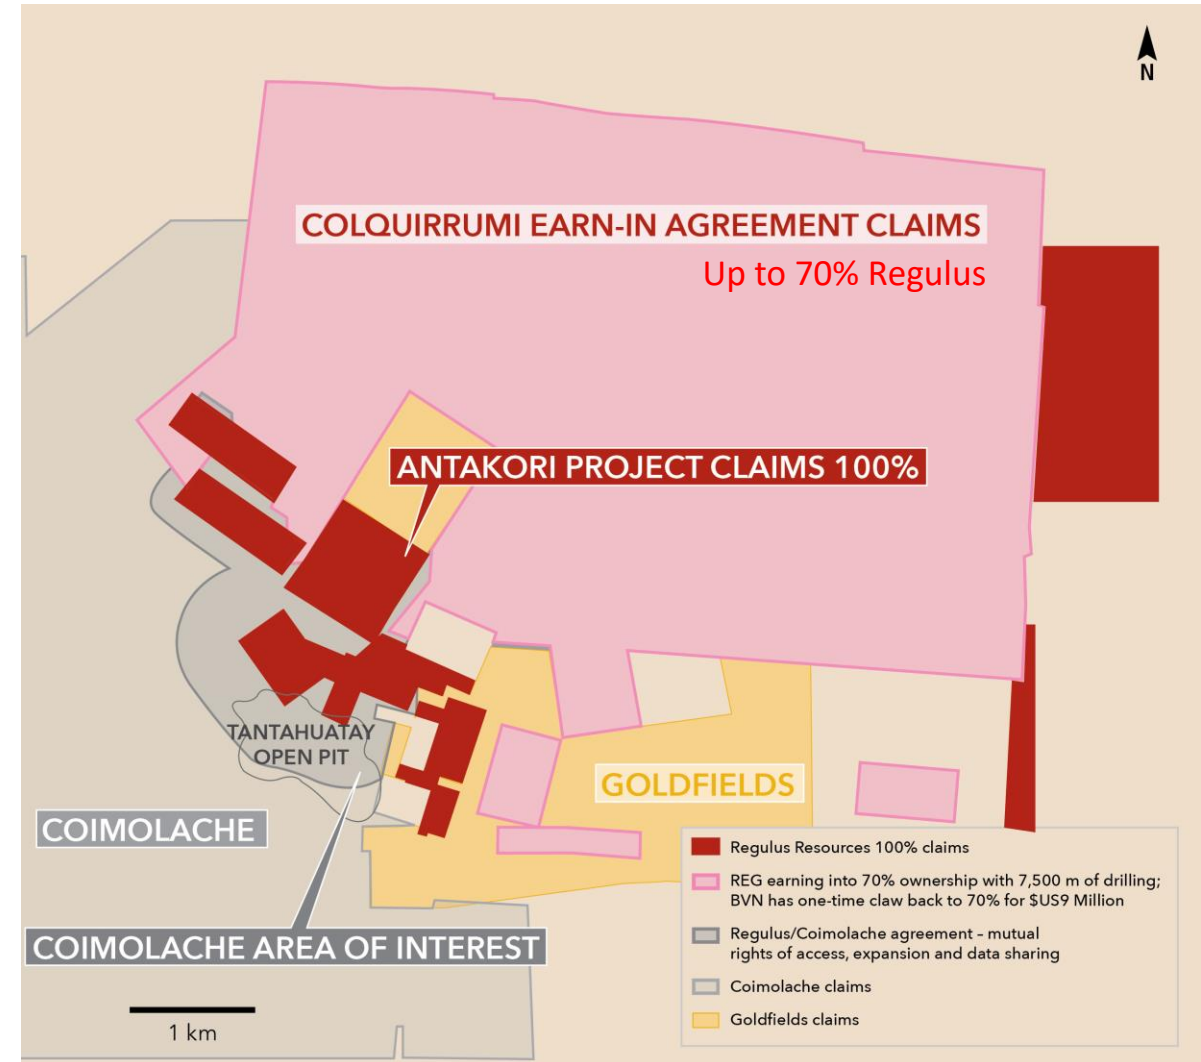 N
COLQUIRRUMI EARN-IN AGREEMENT CLAIMS
Up to 70% Regulus
ANTAKORI PROJECT CLAIMS 100%
TANTAHUATAY
OPEN PIT
GOLDFIELDS
COIMOLACHE
COIMOLACHE AREA OF INTEREST
1 km
Regulus Resources 100% claims
REG earning into 70% ownership with 7,500 m of drilling;
BVN has one-time claw back to 70% for $US9 Million
Regulus/Coimolache agreement – mutual
rights of access, expansion and data sharing
Coimolache claims
Goldfields claims